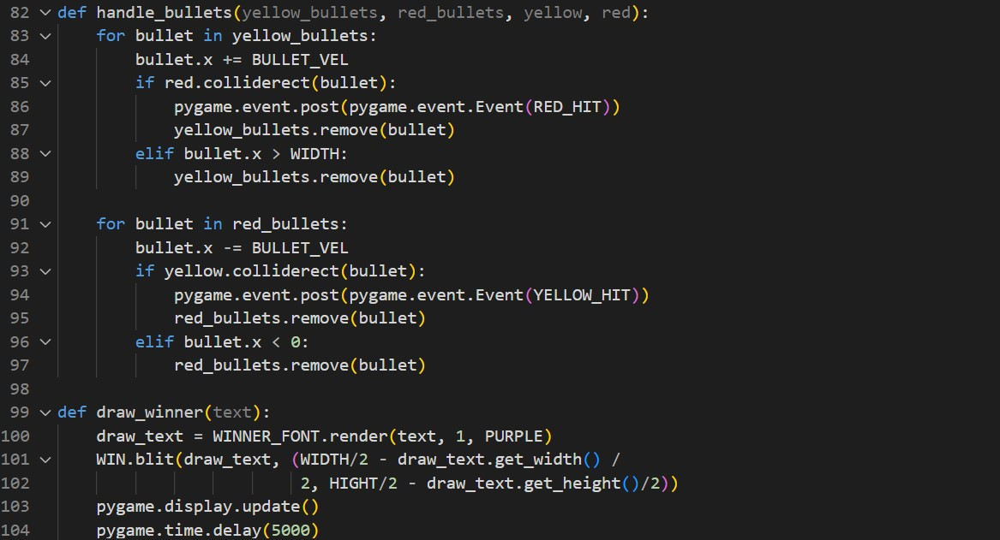 82 def handle_bullets(yellow_bullets, red_bullets, yellow, red):
83     for bullet in yellow_bullets:
84         bullet.x += BULLET_VEL
85         if red.colliderect(bullet):
86             pygame.event.post(pygame.event.Event(RED_HIT))
87             yellow_bullets.remove(bullet)
88         elif bullet.x > WIDTH:
89             yellow_bullets.remove(bullet)
90
91     for bullet in red_bullets:
92         bullet.x -= BULLET_VEL
93         if yellow.colliderect(bullet):
94             pygame.event.post(pygame.event.Event(YELLOW_HIT))
95             red_bullets.remove(bullet)
96         elif bullet.x < 0:
97             red_bullets.remove(bullet)
98
99 def draw_winner(text):
100     draw_text = WINNER_FONT.render(text, 1, PURPLE)
101     WIN.blit(draw_text, (WIDTH/2 - draw_text.get_width() /
102                          2, HIGHT/2 - draw_text.get_height()/2))
103     pygame.display.update()
104     pygame.time.delay(5000)